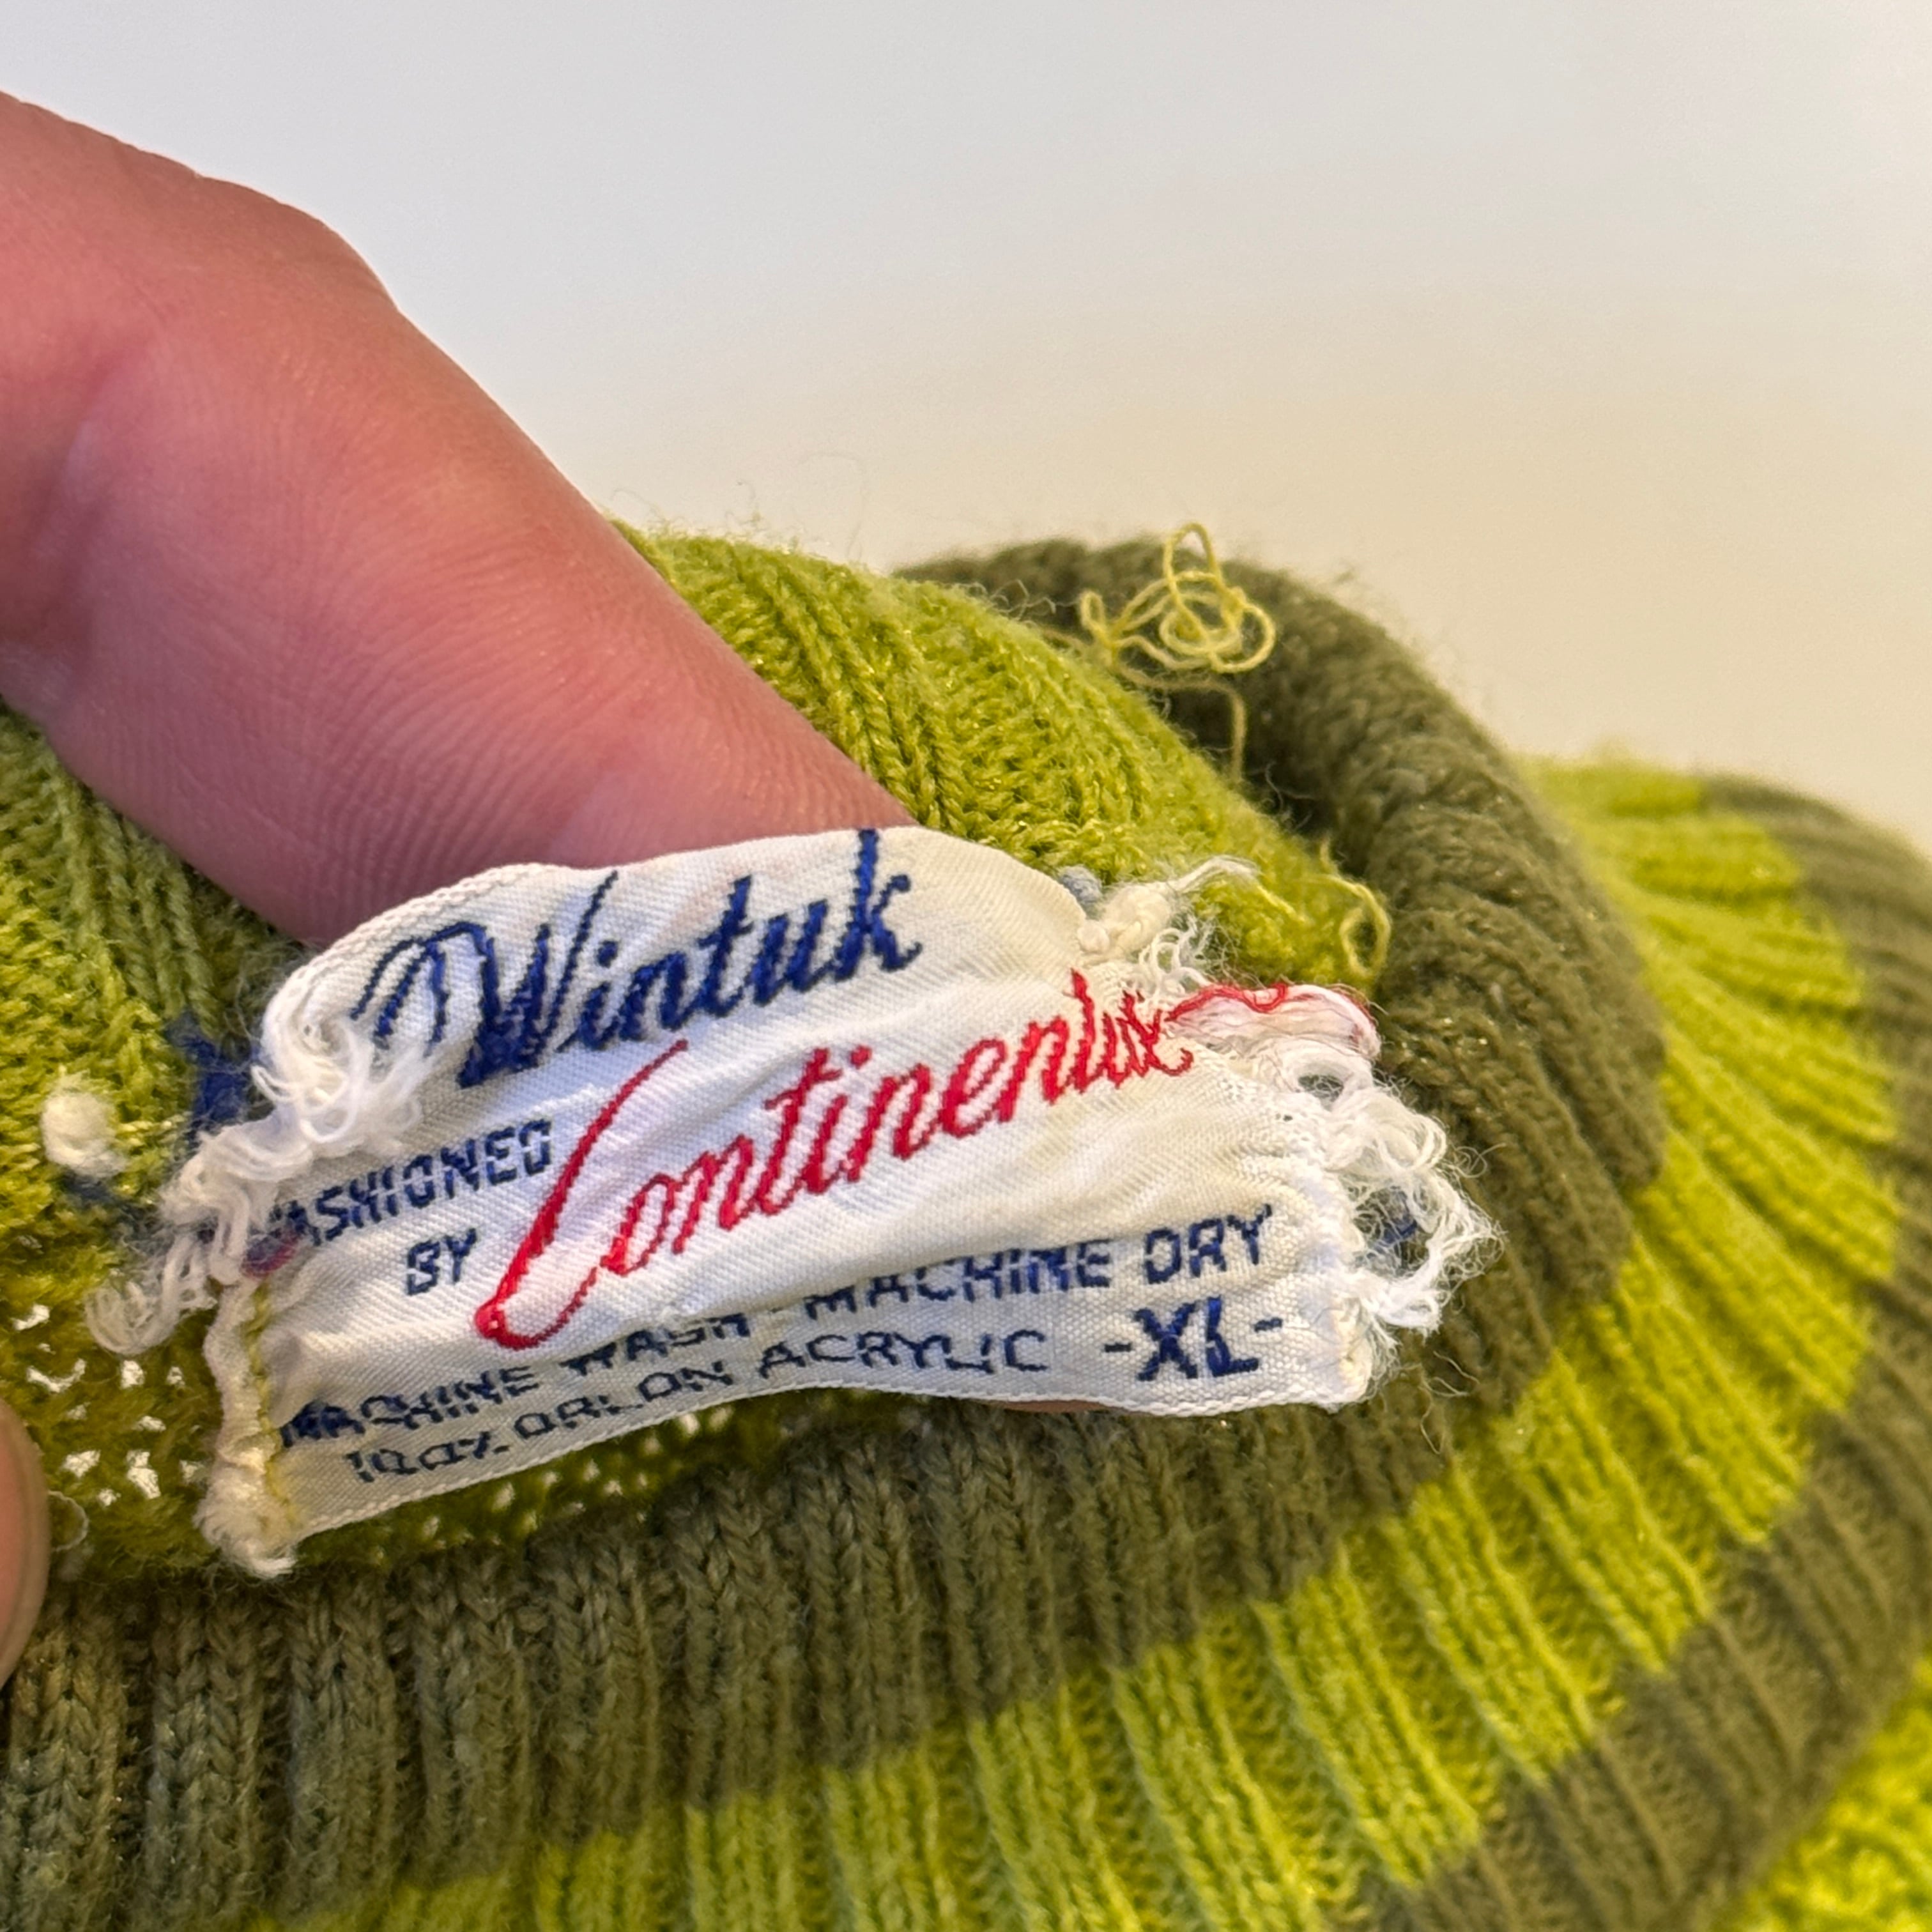 Wintuk
FASHIONED
BY Continental
MACHINE WASH - MACHINE DRY
100% ORLON ACRYLIC -XL-